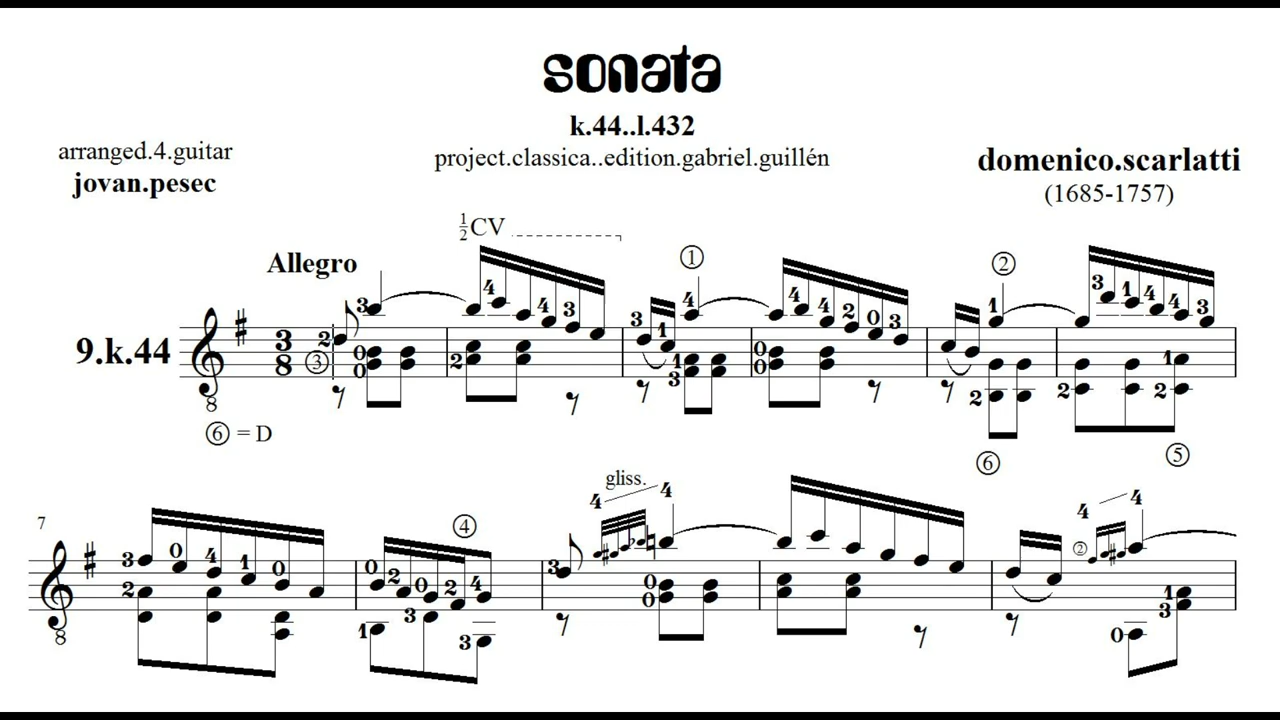 sonata
k.44..l.432
arranged.4.guitar
project.classica..edition.gabriel.guillén
domenico.scarlatti
jovan.pesec
(1685-1757)
½CV
Allegro
9.k.44
⑥ = D
7
gliss.